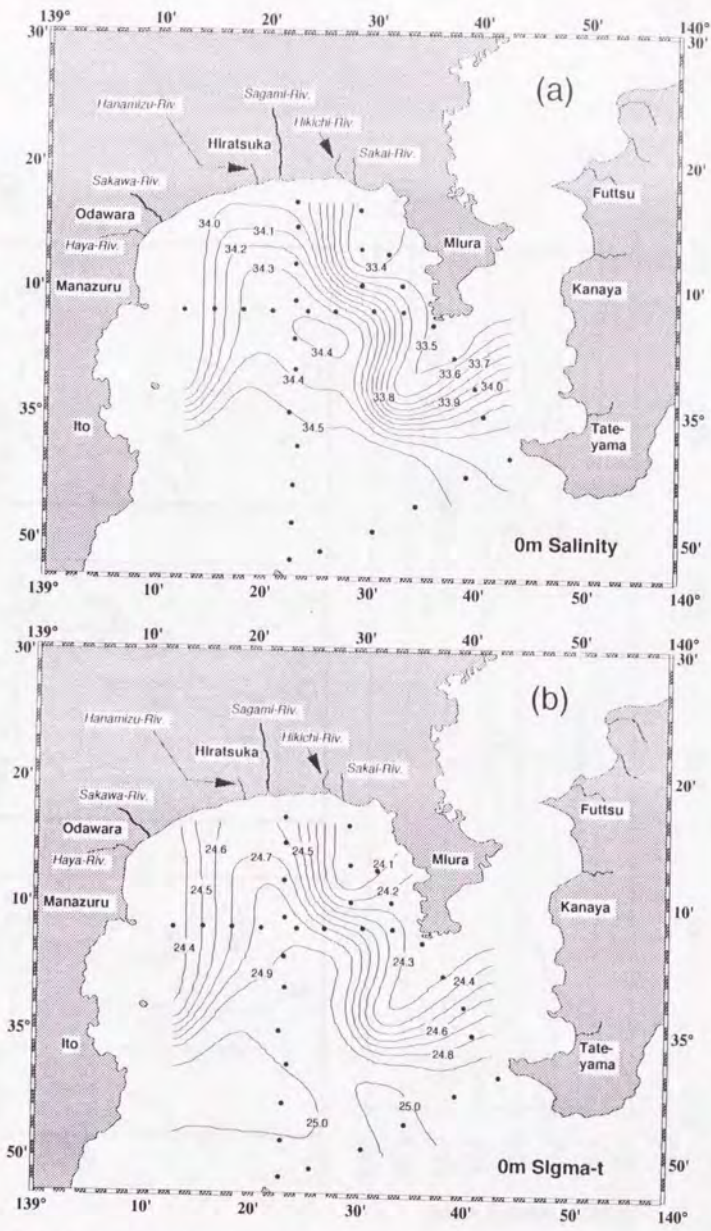 139° 10' 20' 30' 40' 50' 140°
30' 30'
(a)
Sagami-Riv.
Hanamizu-Riv.
Hikichi-Riv.
Hiratsuka
Sakai-Riv.
20' 20'
Sakawa-Riv.
Futtsu
Odawara
34.0 34.1
Haya-Riv.
34.2
Miura
34.3 33.4
10' Manazuru Kanaya 10'
33.5
33.7
34.4 33.6
34.0
34.4 33.8 33.9
35° 35°
Ito 34.5
Tate-
yama
50' 50'
0m Salinity
139° 10' 20' 30' 40' 50' 140°
139° 10' 20' 30' 40' 50' 140°
30' 30'
(b)
Sagami-Riv.
Hanamizu-Riv.
Hikichi-Riv.
Hiratsuka
Sakai-Riv.
20' 20'
Sakawa-Riv.
Futtsu
Odawara
24.6 24.5
Haya-Riv.
24.7 24.1 Miura
24.5 24.2
10' Manazuru Kanaya 10'
24.4
24.3
24.9 24.4
35° 24.6 35°
Ito 24.8
Tate-
yama
25.0 25.0
50' 50'
0m Sigma-t
139° 10' 20' 30' 40' 50' 140°